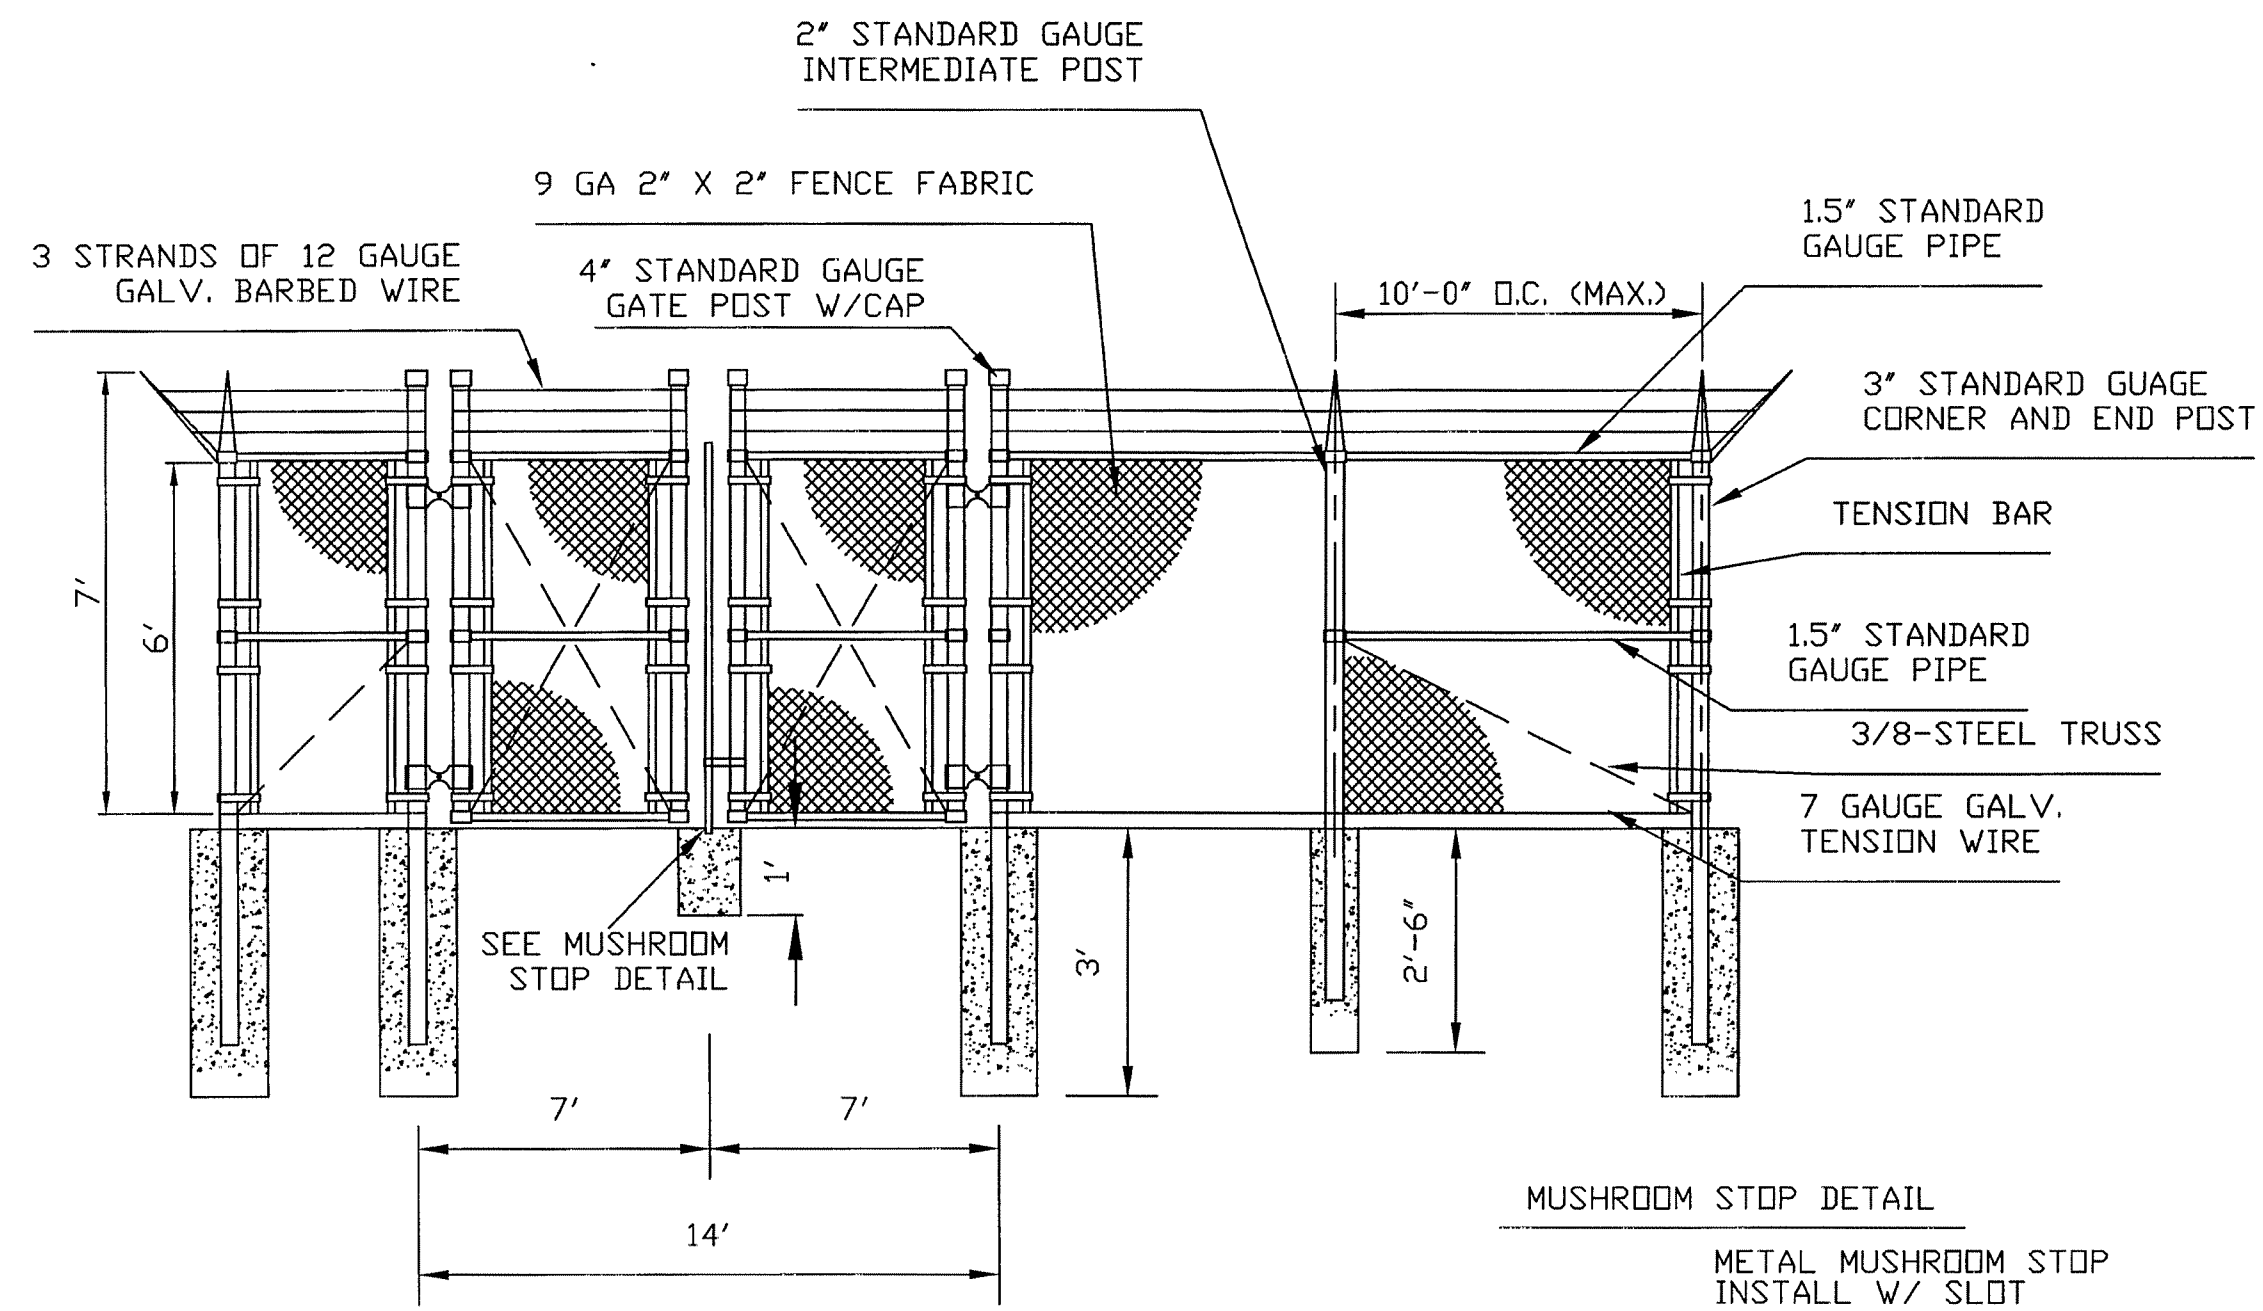 2" STANDARD GAUGE
INTERMEDIATE POST
9 GA 2" X 2" FENCE FABRIC
3 STRANDS OF 12 GAUGE
GALV. BARBED WIRE
4" STANDARD GAUGE
GATE POST W/CAP
1.5" STANDARD
GAUGE PIPE
10'-0" O.C. (MAX.)
3" STANDARD GUAGE
CORNER AND END POST
TENSION BAR
7'
6'
1.5" STANDARD
GAUGE PIPE
3/8-STEEL TRUSS
7 GAUGE GALV.
TENSION WIRE
1'
SEE MUSHROOM
STOP DETAIL
3'
2'-6"
7'
7'
14'
MUSHROOM STOP DETAIL
METAL MUSHROOM STOP
INSTALL W/ SLOT